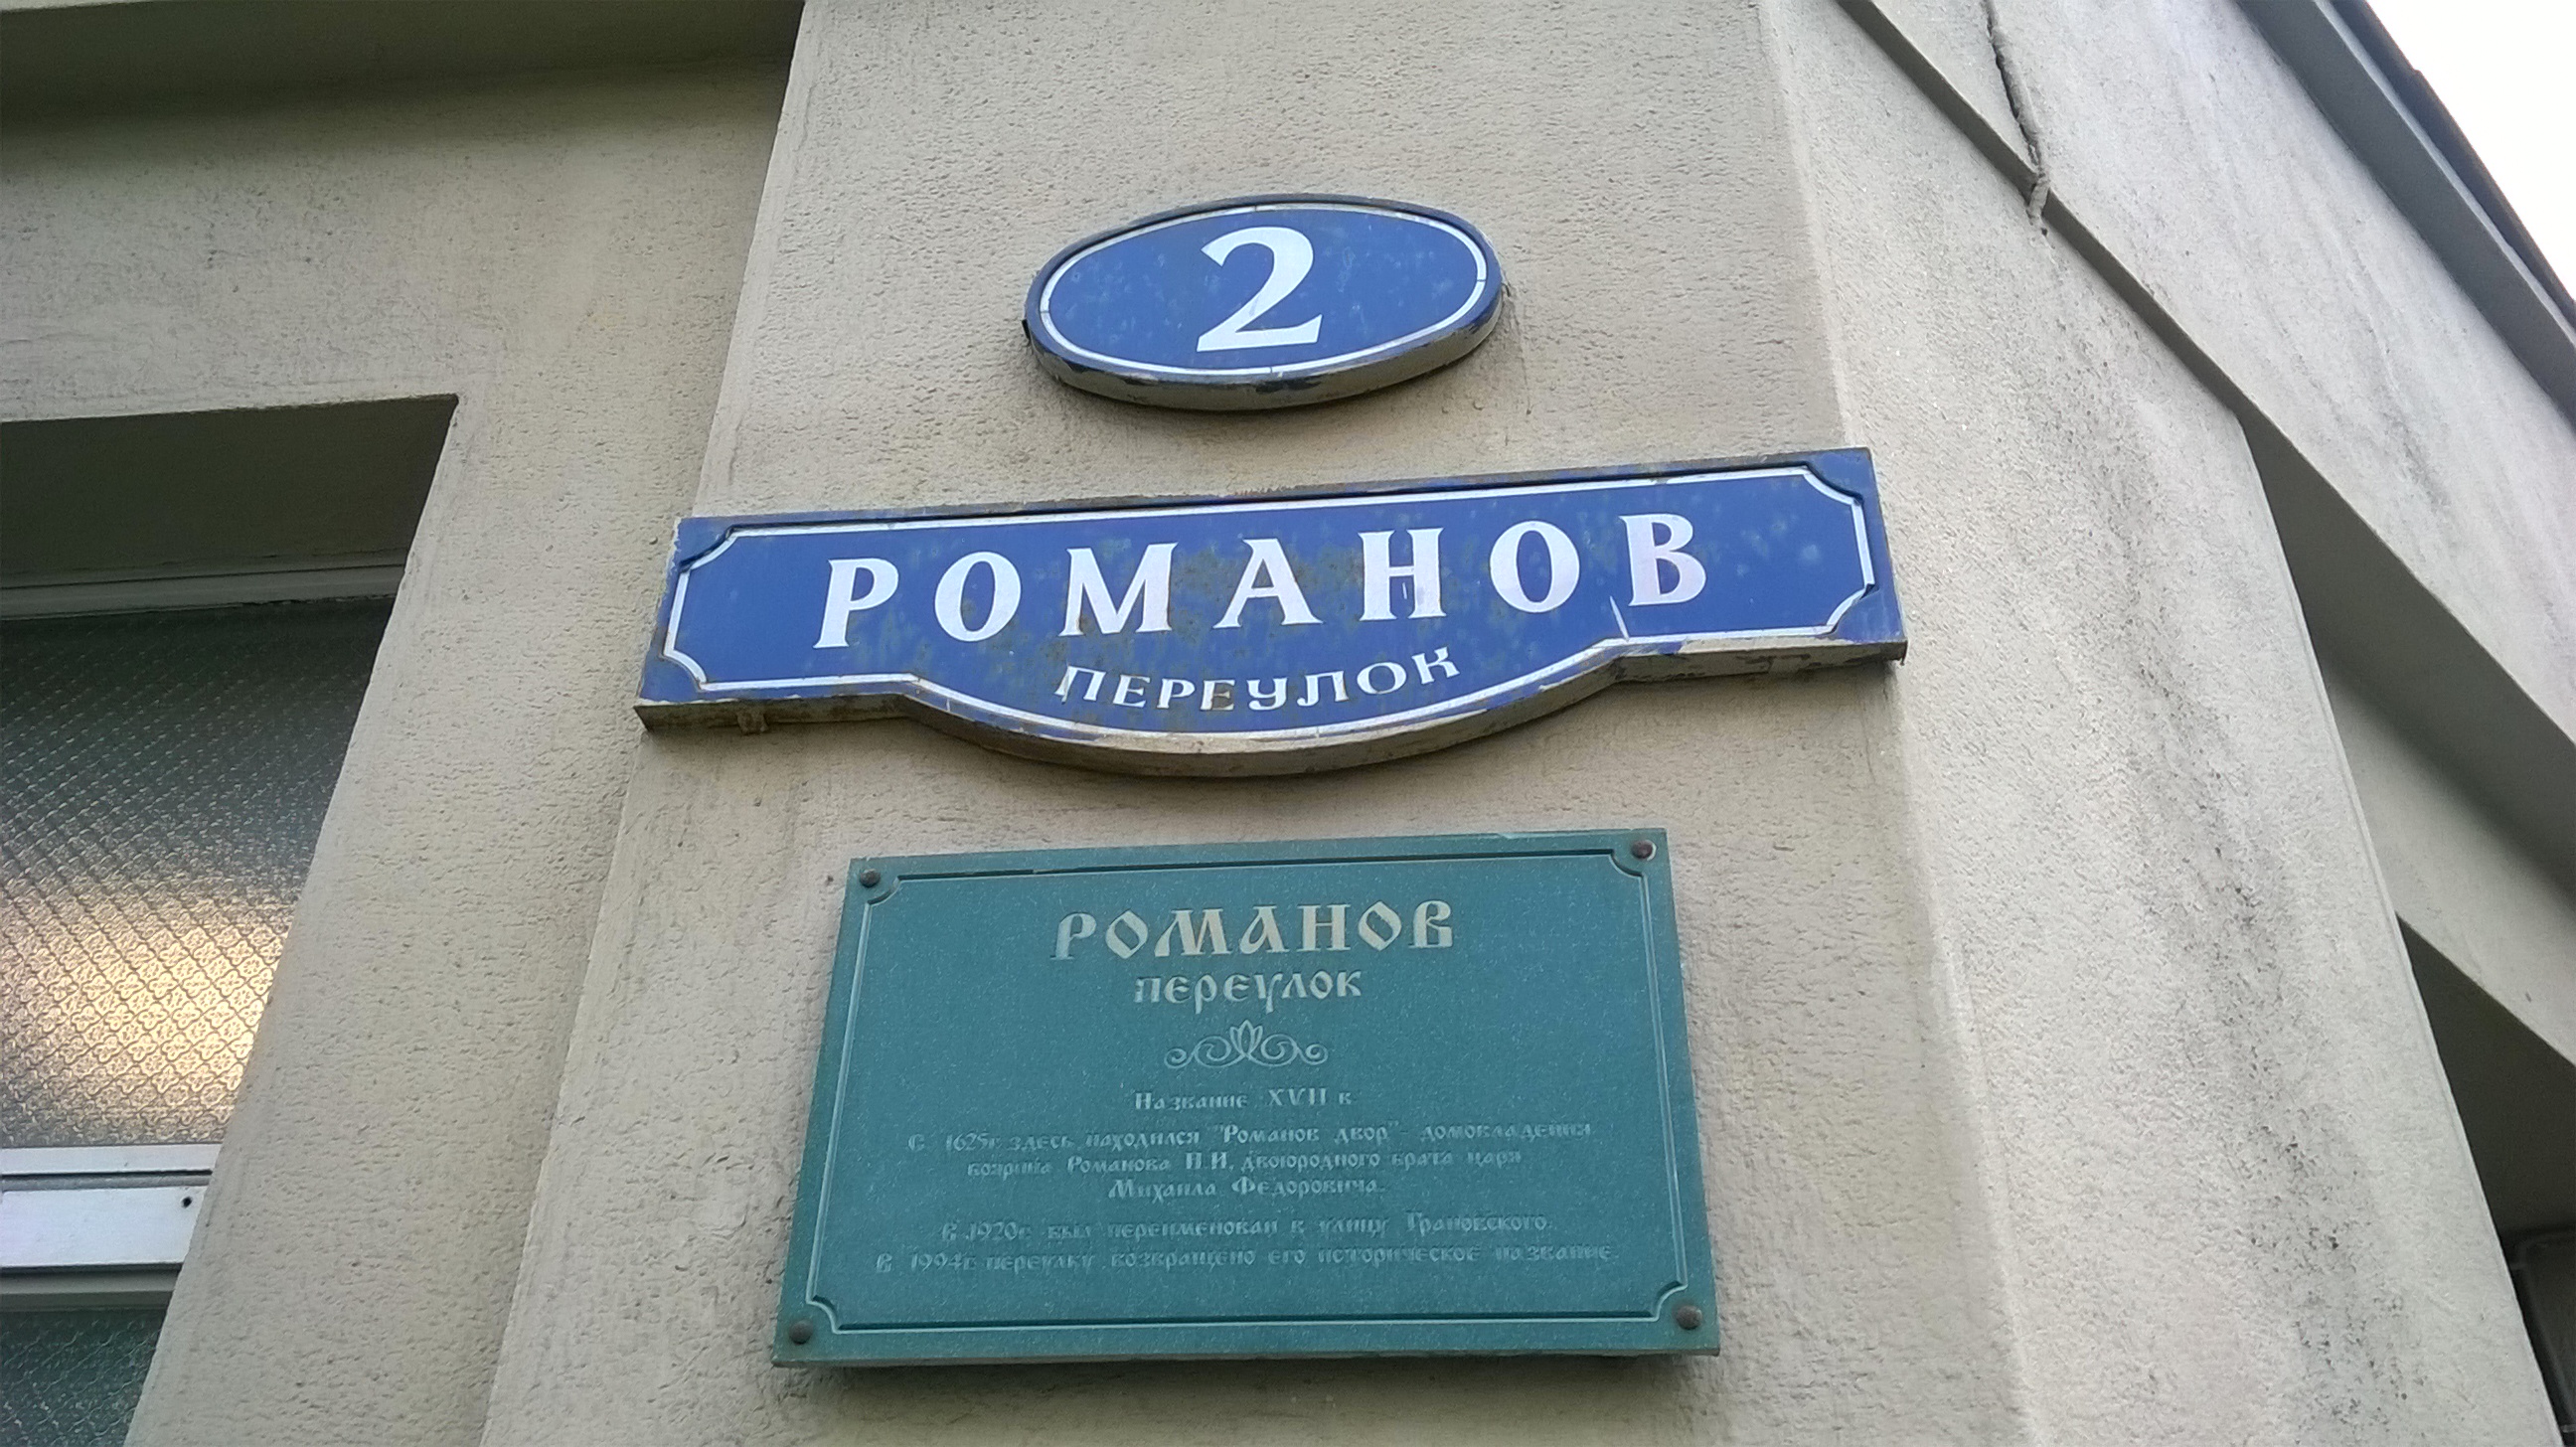 2
РОМАНОВ
ПЕРЕУЛОК
РОМАНОВ
ПЕРЕУЛОК
Название XVII в.
С 1625г. здесь находился "Романов двор"- домовладения
боярина Романова Н.И. двоюродного брата царя
Михаила Федоровича.
В 1920г. был переименован в улицу Грановского.
В 1994г. переулку возвращено его историческое название.